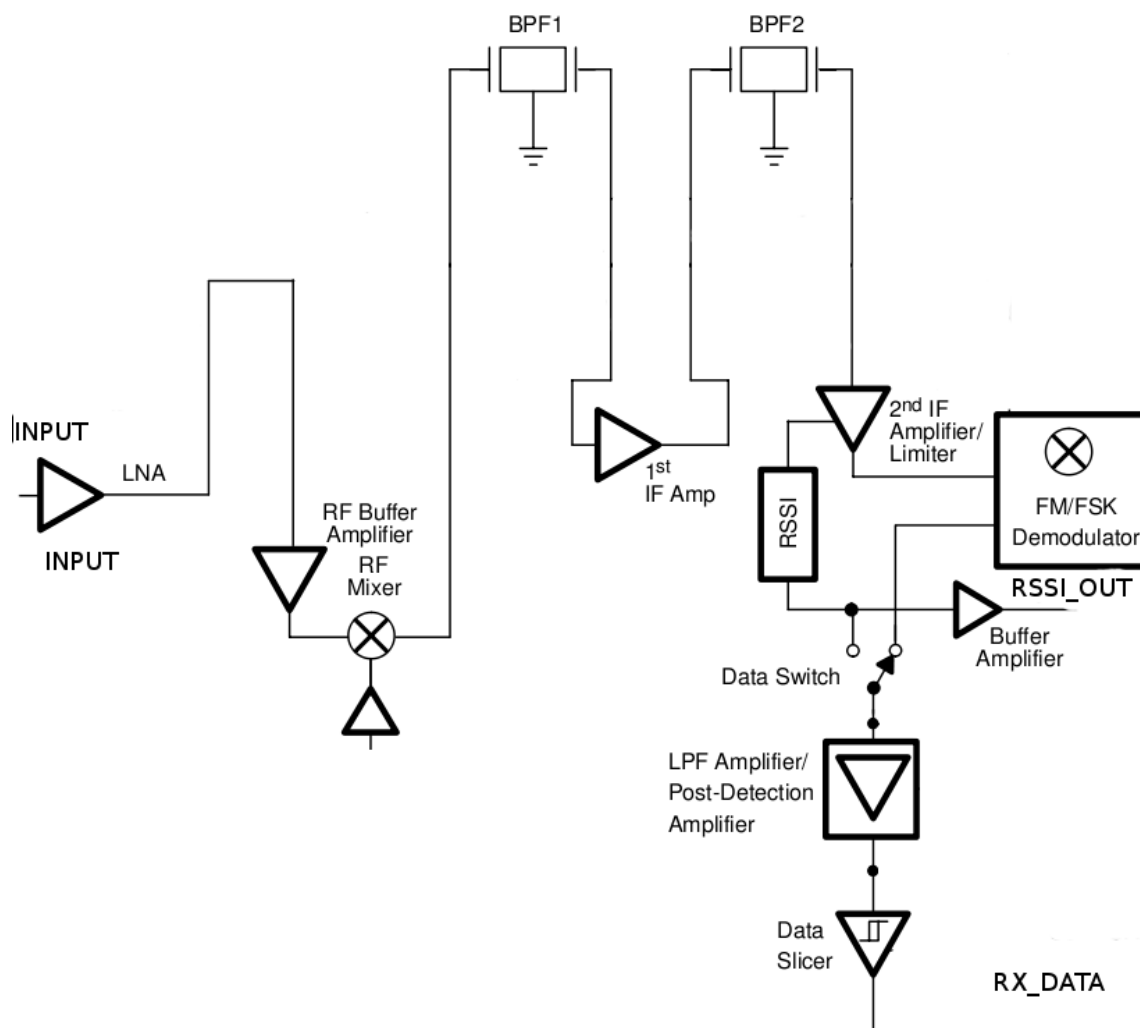 BPF1
BPF2
INPUT
LNA
INPUT
RF Buffer
Amplifier
RF
Mixer
1st
IF Amp
2nd IF
Amplifier/
Limiter
RSSI
FM/FSK
Demodulator
RSSI_OUT
Buffer
Amplifier
Data Switch
LPF Amplifier/
Post-Detection
Amplifier
Data
Slicer
RX_DATA